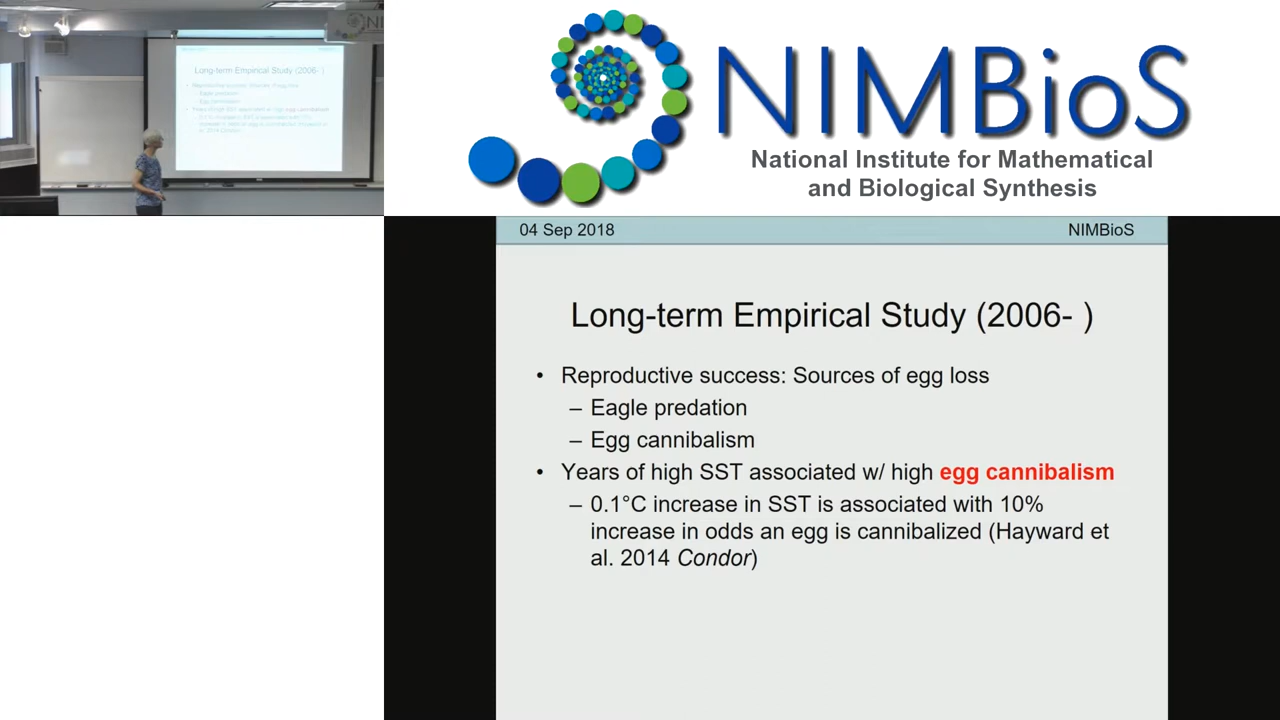 NIMBioS
National Institute for Mathematical
and Biological Synthesis
Long-term Empirical Study (2006- )
04 Sep 2018 NIMBioS
Long-term Empirical Study (2006- )
• Reproductive success: Sources of egg loss
– Eagle predation
– Egg cannibalism
• Years of high SST associated w/ high egg cannibalism
– 0.1°C increase in SST is associated with 10%
increase in odds an egg is cannibalized (Hayward et
al. 2014 Condor)